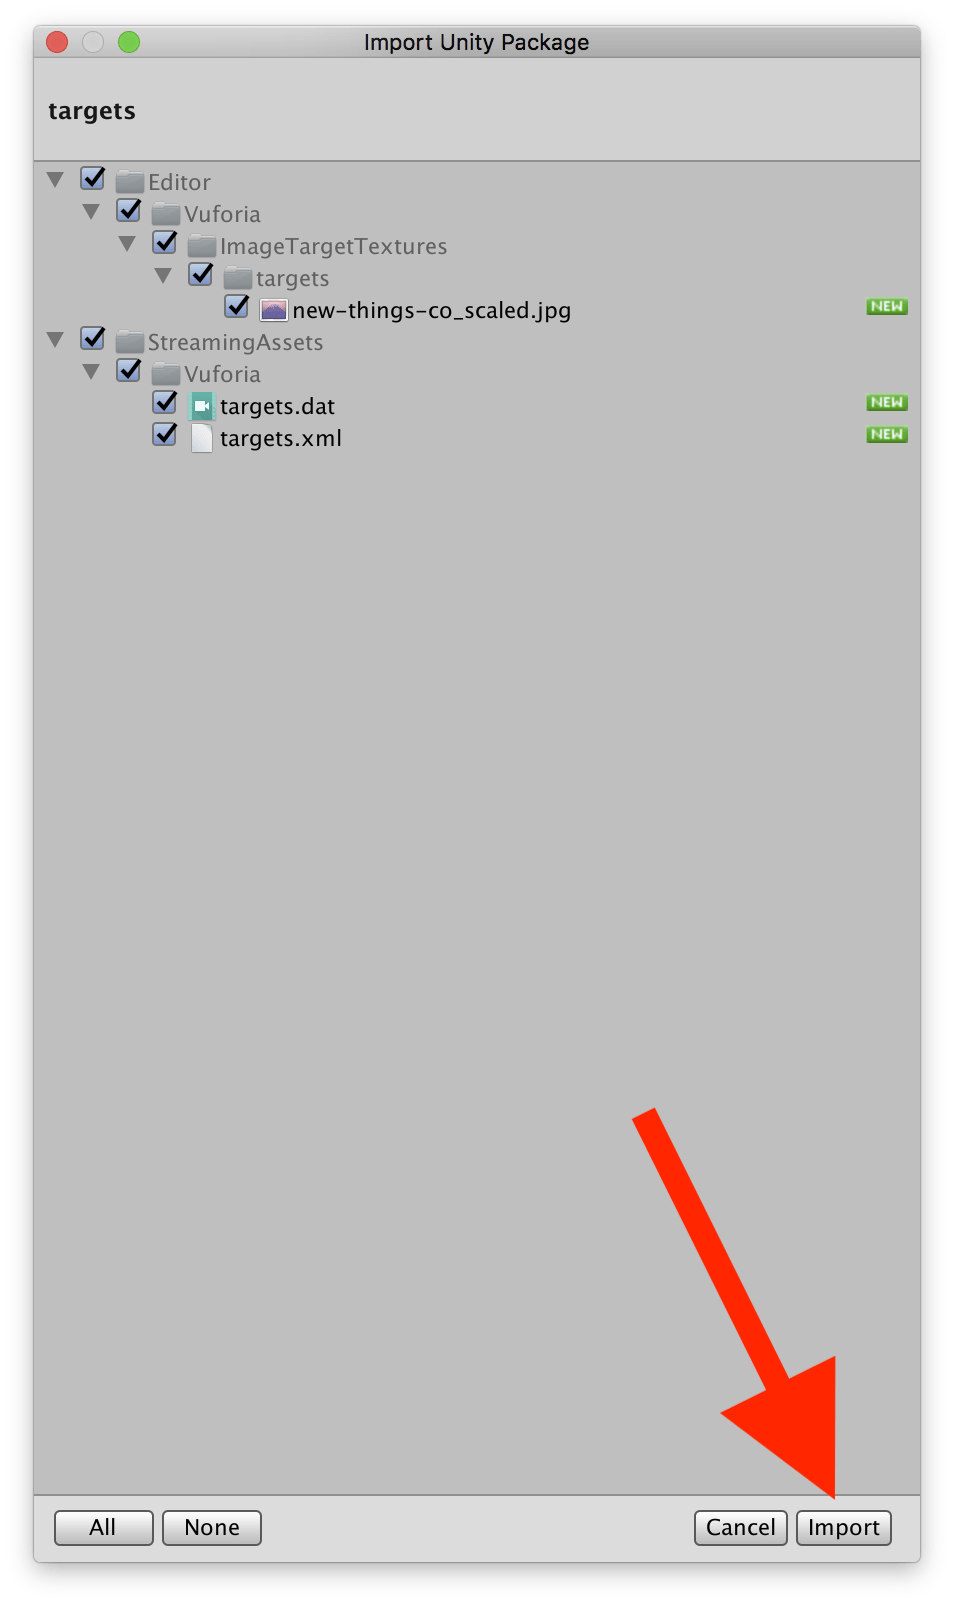 Import Unity Package
targets
Editor
Vuforia
ImageTargetTextures
targets
new-things-co_scaled.jpg NEW
StreamingAssets
Vuforia
targets.dat NEW
targets.xml NEW
All None Cancel Import